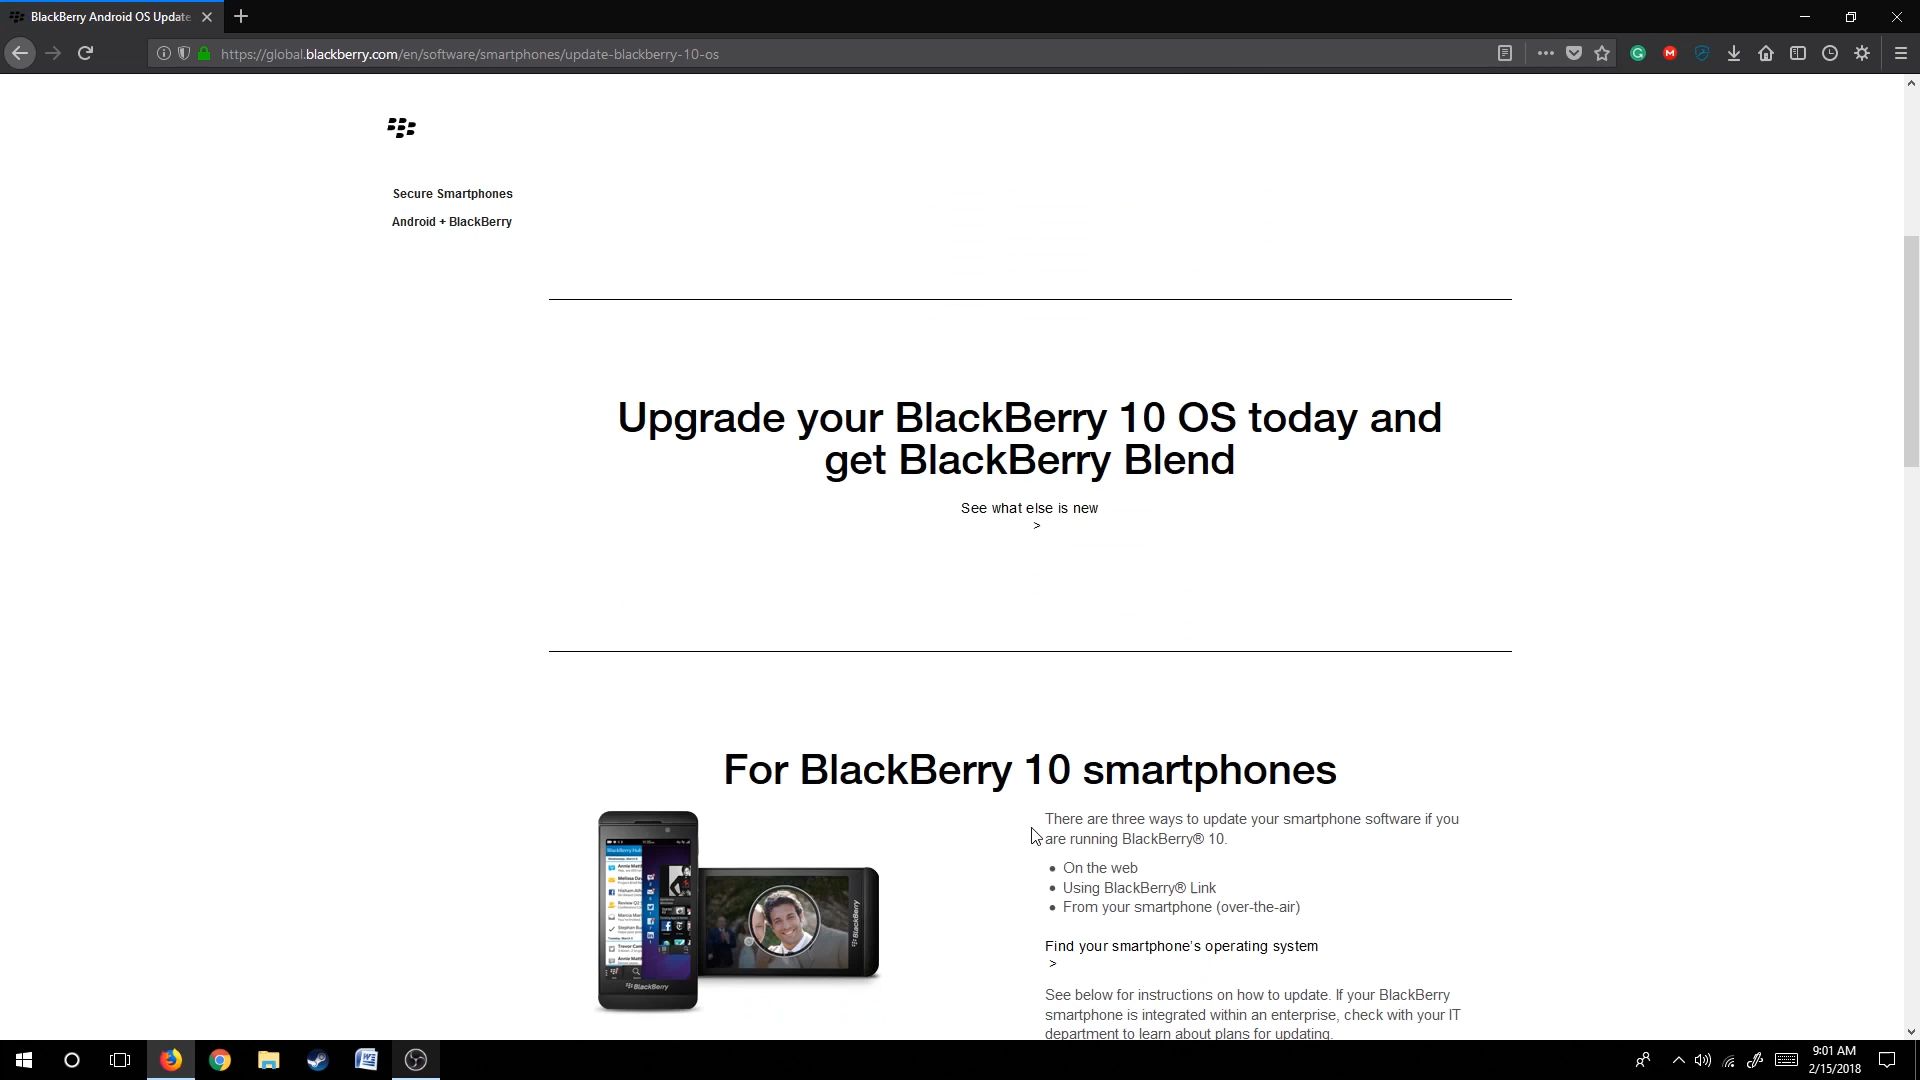 BlackBerry Android OS Update
https://global.blackberry.com/en/software/smartphones/update-blackberry-10-os
Secure Smartphones
Android + BlackBerry
Upgrade your BlackBerry 10 OS today and
get BlackBerry Blend
See what else is new
>
For BlackBerry 10 smartphones
There are three ways to update your smartphone software if you
are running BlackBerry® 10.
• On the web
• Using BlackBerry® Link
• From your smartphone (over-the-air)
Find your smartphone's operating system
>
See below for instructions on how to update. If your BlackBerry
smartphone is integrated within an enterprise, check with your IT
department to learn about plans for updating.
BlackBerry Hub
BlackBerry
BlackBerry
9:01 AM
2/15/2018